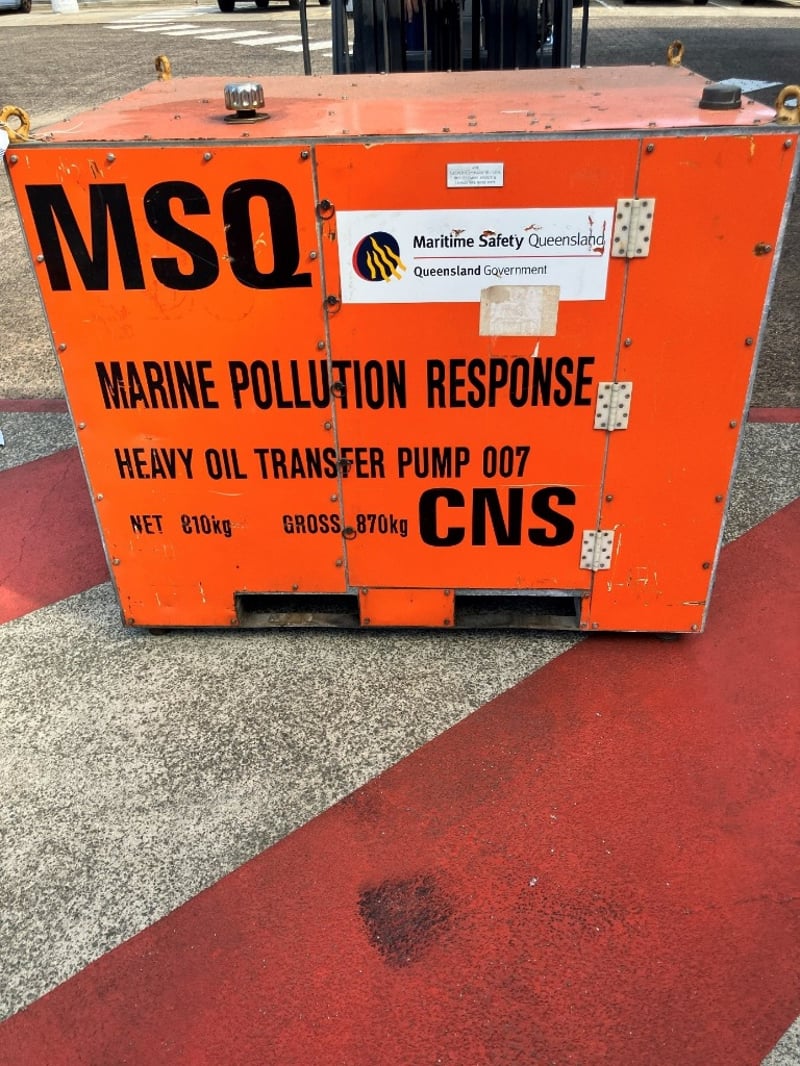 MSQ
Maritime Safety Queensland
Queensland Government
MARINE POLLUTION RESPONSE
HEAVY OIL TRANSFER PUMP 007
NET 810kg GROSS 870kg CNS